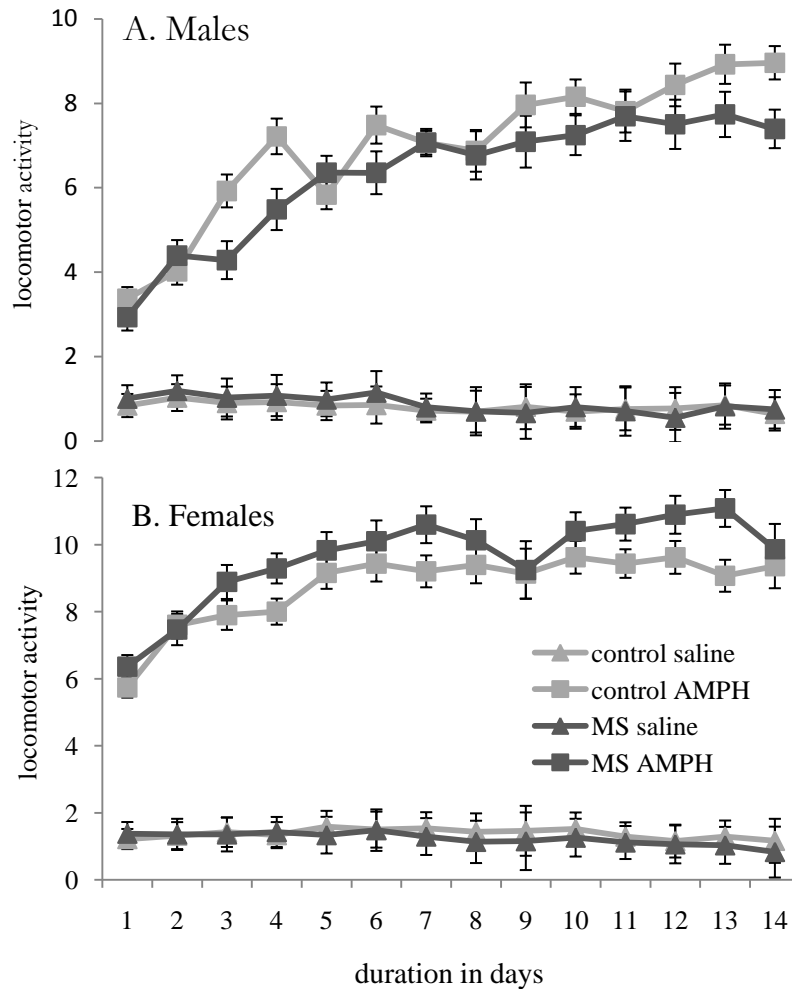 A. Males
10
8
6
4
2
0
locomotor activity
B. Females
12
10
8
6
4
2
0
locomotor activity
control saline
control AMPH
MS saline
MS AMPH
1 2 3 4 5 6 7 8 9 10 11 12 13 14
duration in days